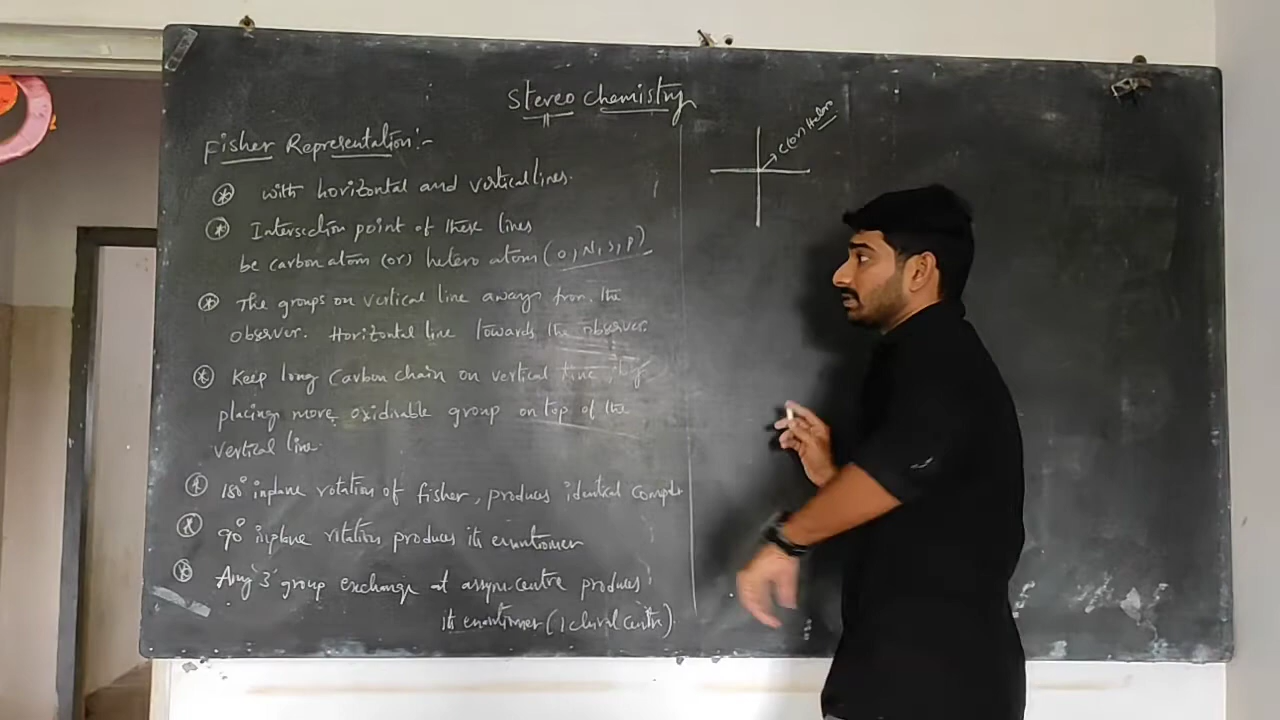 Stereo Chemistry
Fisher Representation :-
with horizontal and vertical lines.
Intersection point of these lines
be carbon atom (or) hetero atom (O, N, S, P)
The groups on vertical line away from the
observer. Horizontal line towards the observer.
Keep long Carbon chain on vertical line, by
placing more oxidisable group on top of the
vertical line.
180° inplane rotation of fisher, produces identical
90° inplane rotation produces its enantiomer
Any '3' group exchange at assym. centre produces
its enantiomer (1 chiral centre)
C (or) Hetero